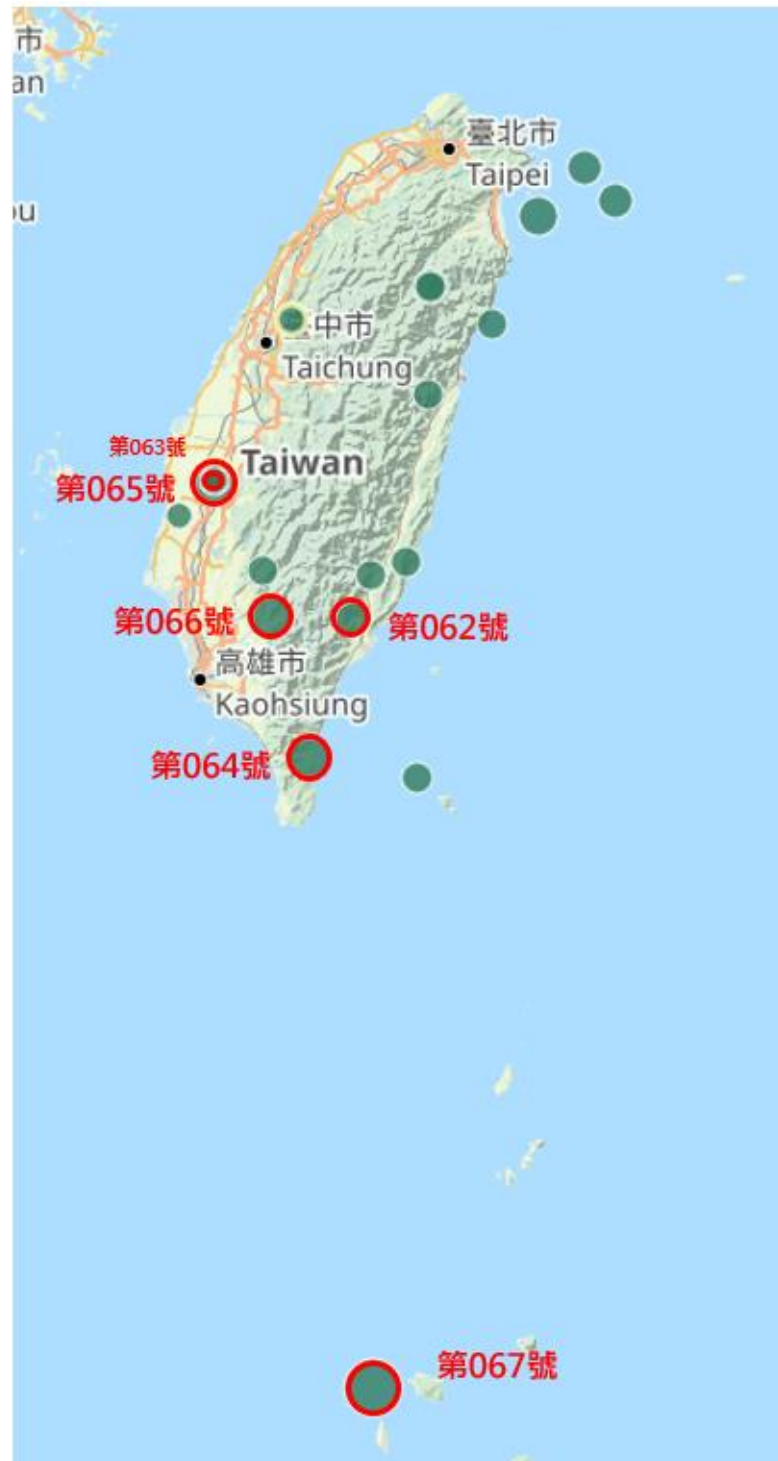 市
an
臺北市
Taipei
ou
中市
Taichung
第063號
Taiwan
第065號
第066號
第062號
高雄市
Kaohsiung
第064號
第067號